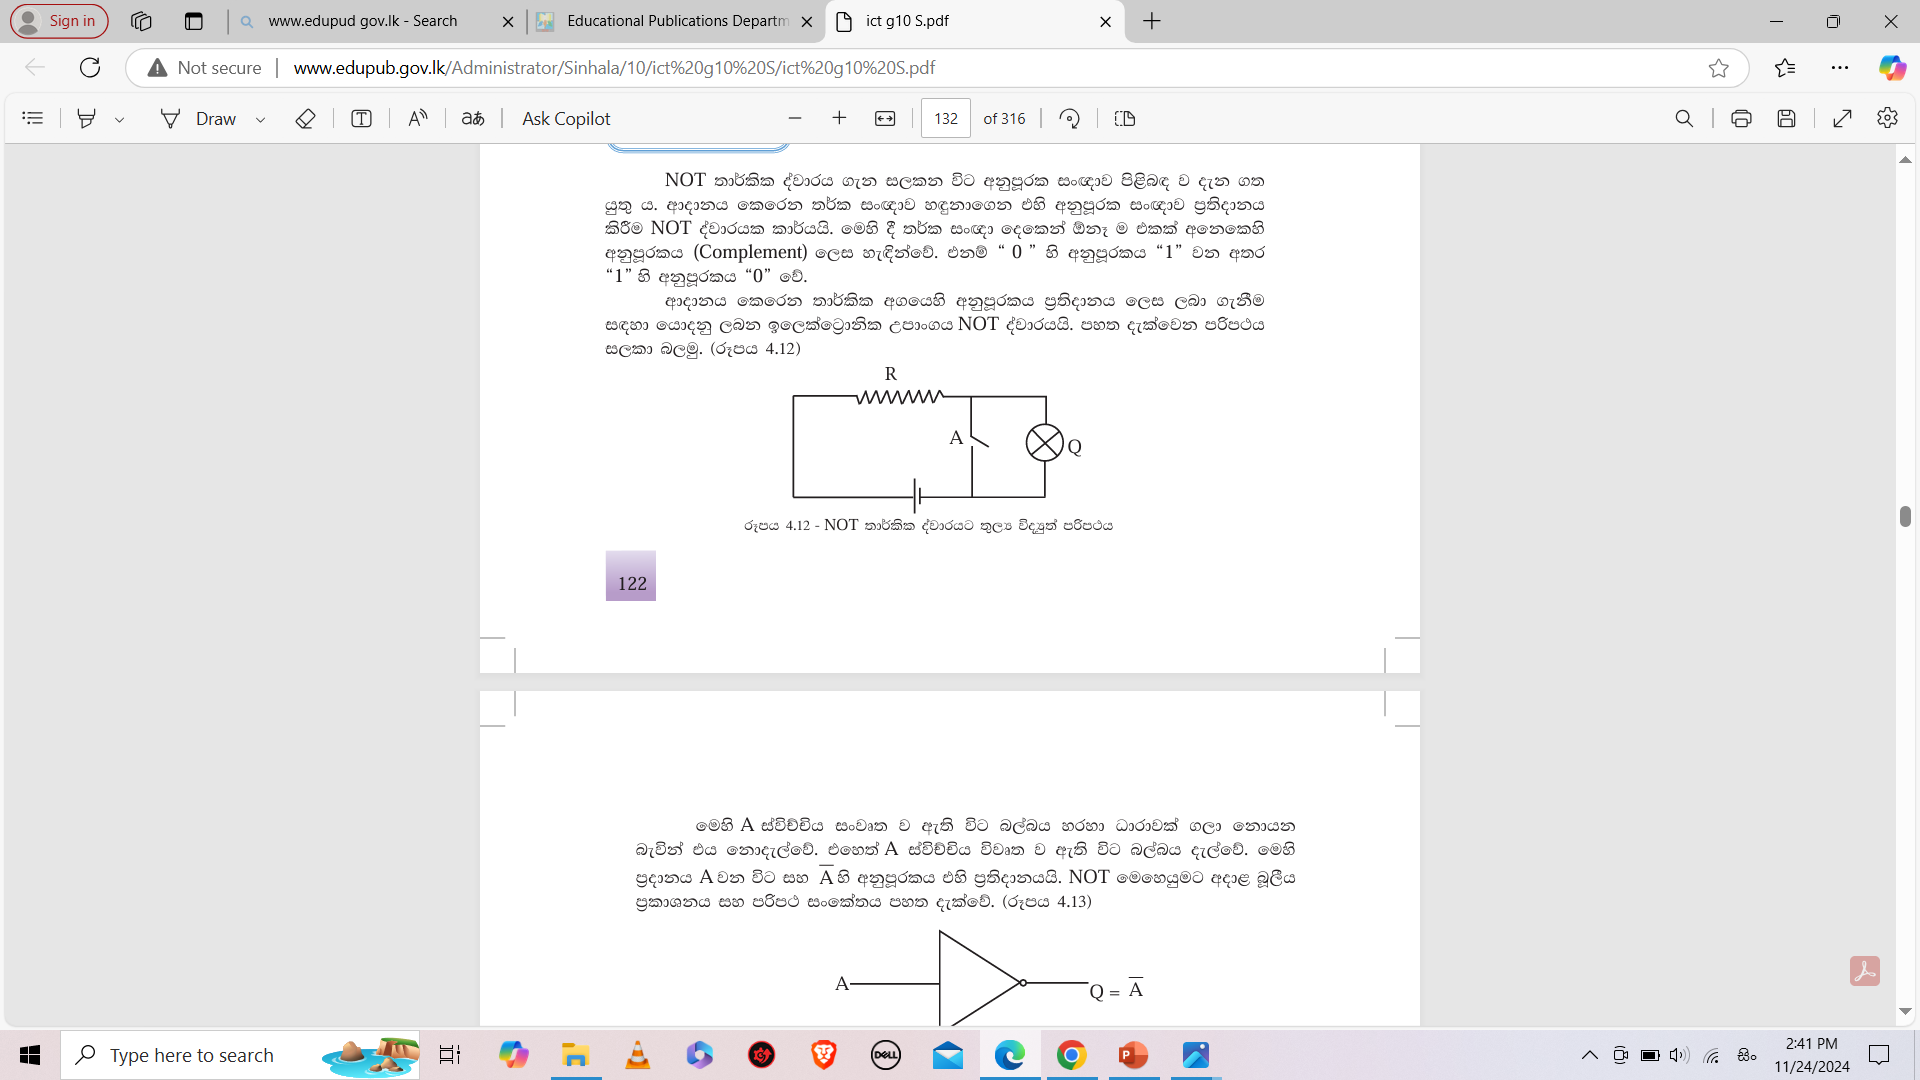 Sign in
www.edupud gov.lk - Search
Educational Publications Departm
ict g10 S.pdf
Not secure
www.edupub.gov.lk/Administrator/Sinhala/10/ict%20g10%20S/ict%20g10%20S.pdf
Draw
Ask Copilot
132 of 316
NOT තාර්කික ද්වාරය ගැන සලකන විට අනුපූරක සංඥාව පිළිබඳ ව දැන ගත
යුතු ය. ආදානය කෙරෙන තර්ක සංඥාව හඳුනාගෙන එහි අනුපූරක සංඥාව ප්‍රතිදානය
කිරීම NOT ද්වාරයක කාර්යයි. මෙහි දී තර්ක සංඥා දෙකෙන් ඕනෑ ම එකක් අනෙකෙහි
අනුපූරකය (Complement) ලෙස හැඳින්වේ. එනම් “ 0 ” හි අනුපූරකය “1” වන අතර
“1” හි අනුපූරකය “0” වේ.
ආදානය කෙරෙන තාර්කික අගයෙහි අනුපූරකය ප්‍රතිදානය ලෙස ලබා ගැනීම
සඳහා යොදනු ලබන ඉලෙක්ට්‍රොනික උපාංගය NOT ද්වාරයයි. පහත දැක්වෙන පරිපථය
සලකා බලමු. (රූපය 4.12)
R
A
Q
රූපය 4.12 - NOT තාර්කික ද්වාරයට තුල්‍ය විද්‍යුත් පරිපථය
122
මෙහි A ස්විච්චිය සංවෘත ව ඇති විට බල්බය හරහා ධාරාවක් ගලා නොයන
බැවින් එය නොදැල්වේ. එහෙත් A ස්විච්චිය විවෘත ව ඇති විට බල්බය දැල්වේ. මෙහි
ප්‍රදානය A වන විට සහ A̅ හි අනුපූරකය එහි ප්‍රතිදානයයි. NOT මෙහෙයුමට අදාළ බූලීය
ප්‍රකාශනය සහ පරිපථ සංකේතය පහත දැක්වේ. (රූපය 4.13)
A
Q = A̅
Type here to search
DELL
සිං
2:41 PM
11/24/2024